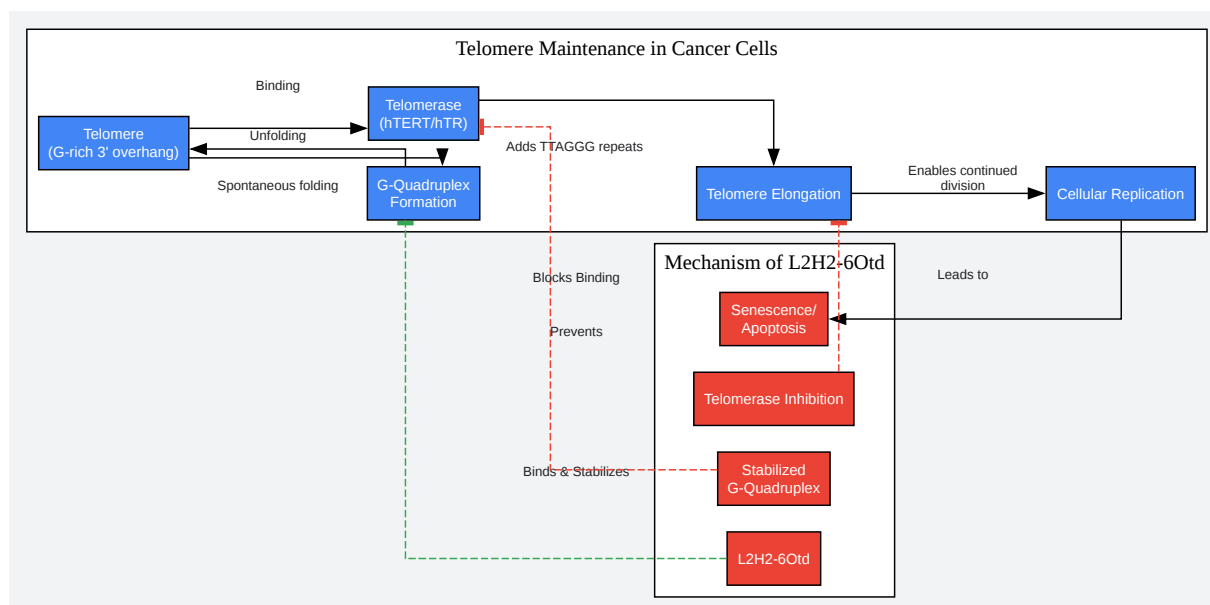 Telomere Maintenance in Cancer Cells
Binding
Telomerase
(hTERT/hTR)
Telomere
(G-rich 3' overhang)
Unfolding
Adds TTAGGG repeats
Spontaneous folding
G-Quadruplex
Formation
Telomere Elongation
Enables continued
division
Cellular Replication
Mechanism of L2H2-6Otd
Leads to
Blocks Binding
Senescence/
Apoptosis
Prevents
Telomerase Inhibition
Binds & Stabilizes
Stabilized
G-Quadruplex
L2H2-6Otd